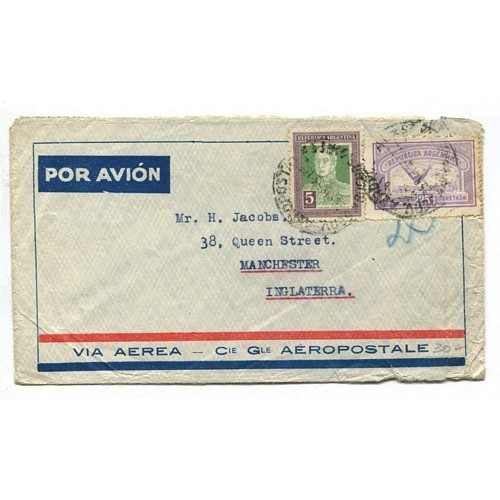 POR AVIÓN
REPUBLICA ARGENTINA
5
REPUBLICA ARGENTINA
Mr. H. Jacobs,
38, Queen Street.
MANCHESTER
INGLATERRA.
VIA AEREA — CIE GLE AÉROPOSTALE